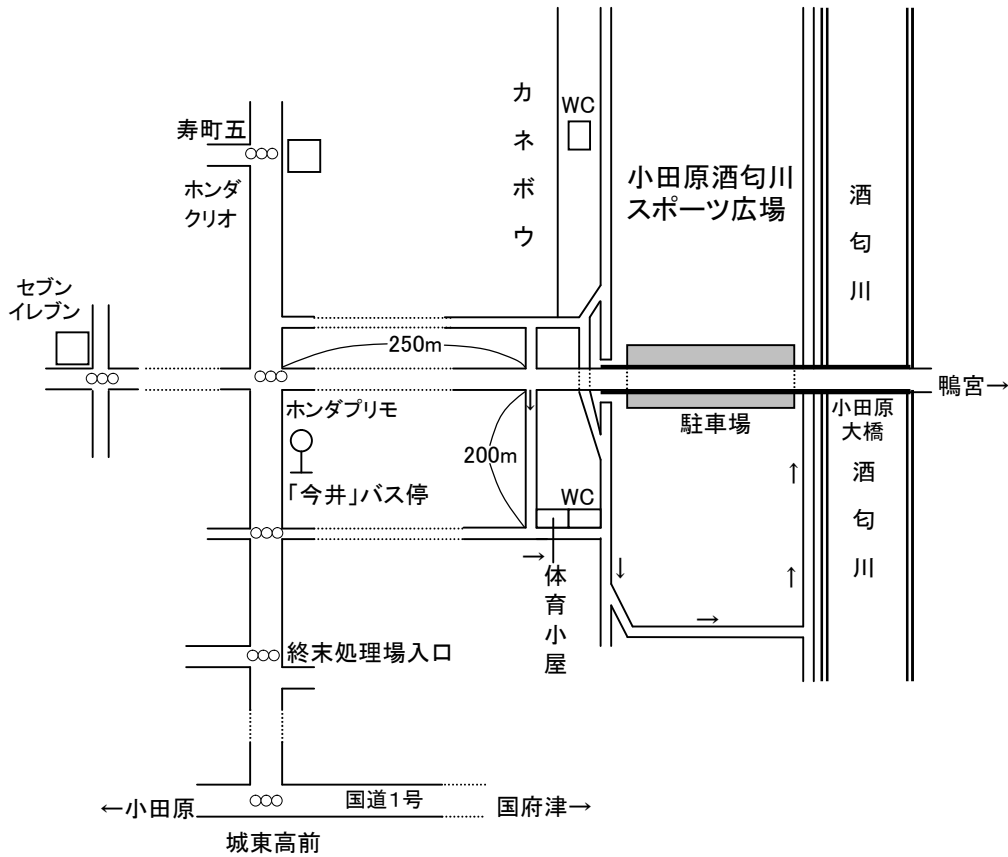 カネボウ
WC
寿町五
小田原酒匂川
スポーツ広場
酒匂川
ホンダ
クリオ
セブン
イレブン
250m
鴨宮→
ホンダプリモ
駐車場
小田原
大橋
200m
「今井」バス停
WC
酒匂川
↓
↑
→
↓
↑
体育小屋
→
終末処理場入口
←小田原
国道1号
国府津→
城東高前